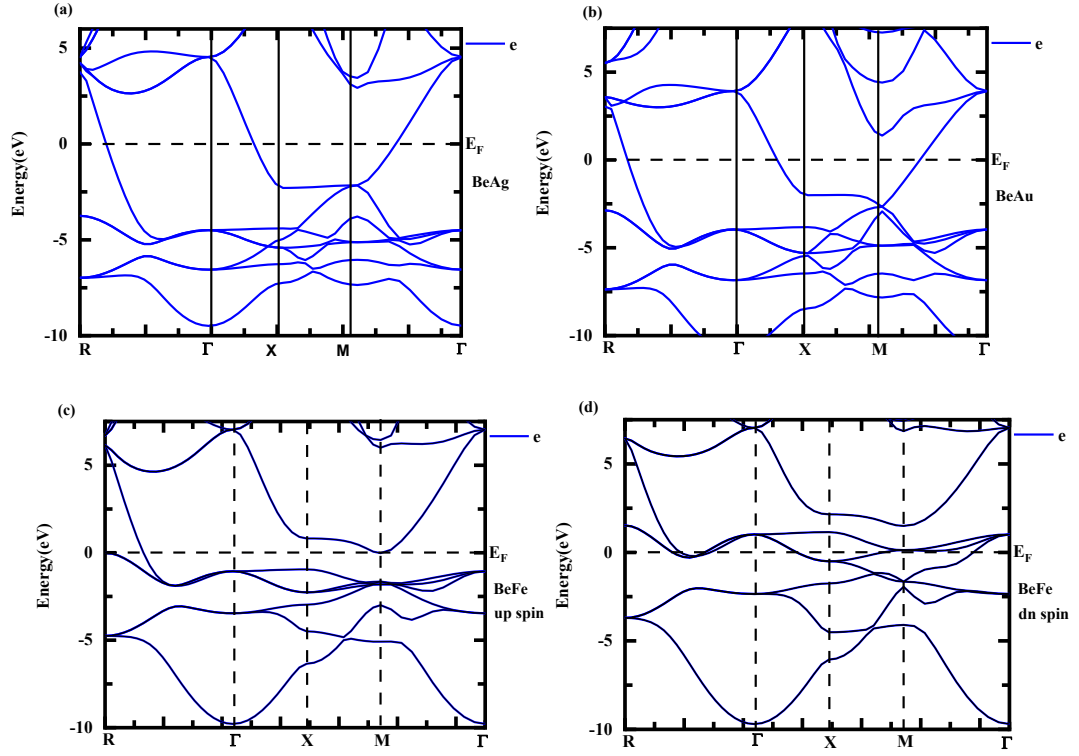 (a)
Energy(eV)
5
0
-5
-10
R
Γ
X
M
Γ
e
E_F
BeAg
(b)
Energy(eV)
5
0
-5
-10
R
Γ
X
M
Γ
e
E_F
BeAu
(c)
Energy(eV)
5
0
-5
-10
R
Γ
X
M
Γ
e
E_F
BeFe
up spin
(d)
Energy(eV)
5
0
-5
-10
R
Γ
X
M
Γ
e
E_F
BeFe
dn spin